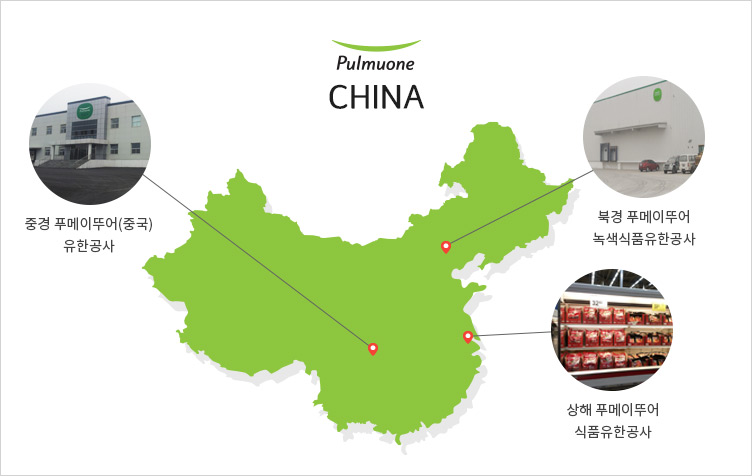 Pulmuone
CHINA
중경 푸메이뚜어(중국)
유한공사
북경 푸메이뚜어
녹색식품유한공사
상해 푸메이뚜어
식품유한공사